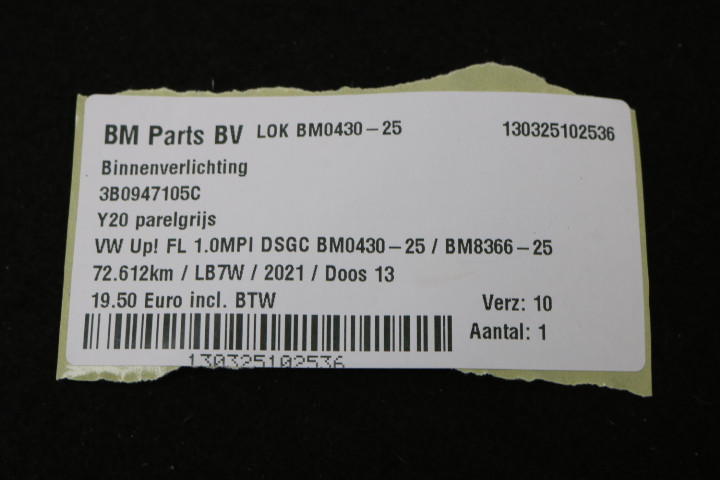 BM Parts BV LOK BM0430-25 130325102536
Binnenverlichting
3B0947105C
Y20 parelgrijs
VW Up! FL 1.0MPI DSGC BM0430-25 / BM8366-25
72.612km / LB7W / 2021 / Doos 13
19.50 Euro incl. BTW Verz: 10
Aantal: 1
130325102536